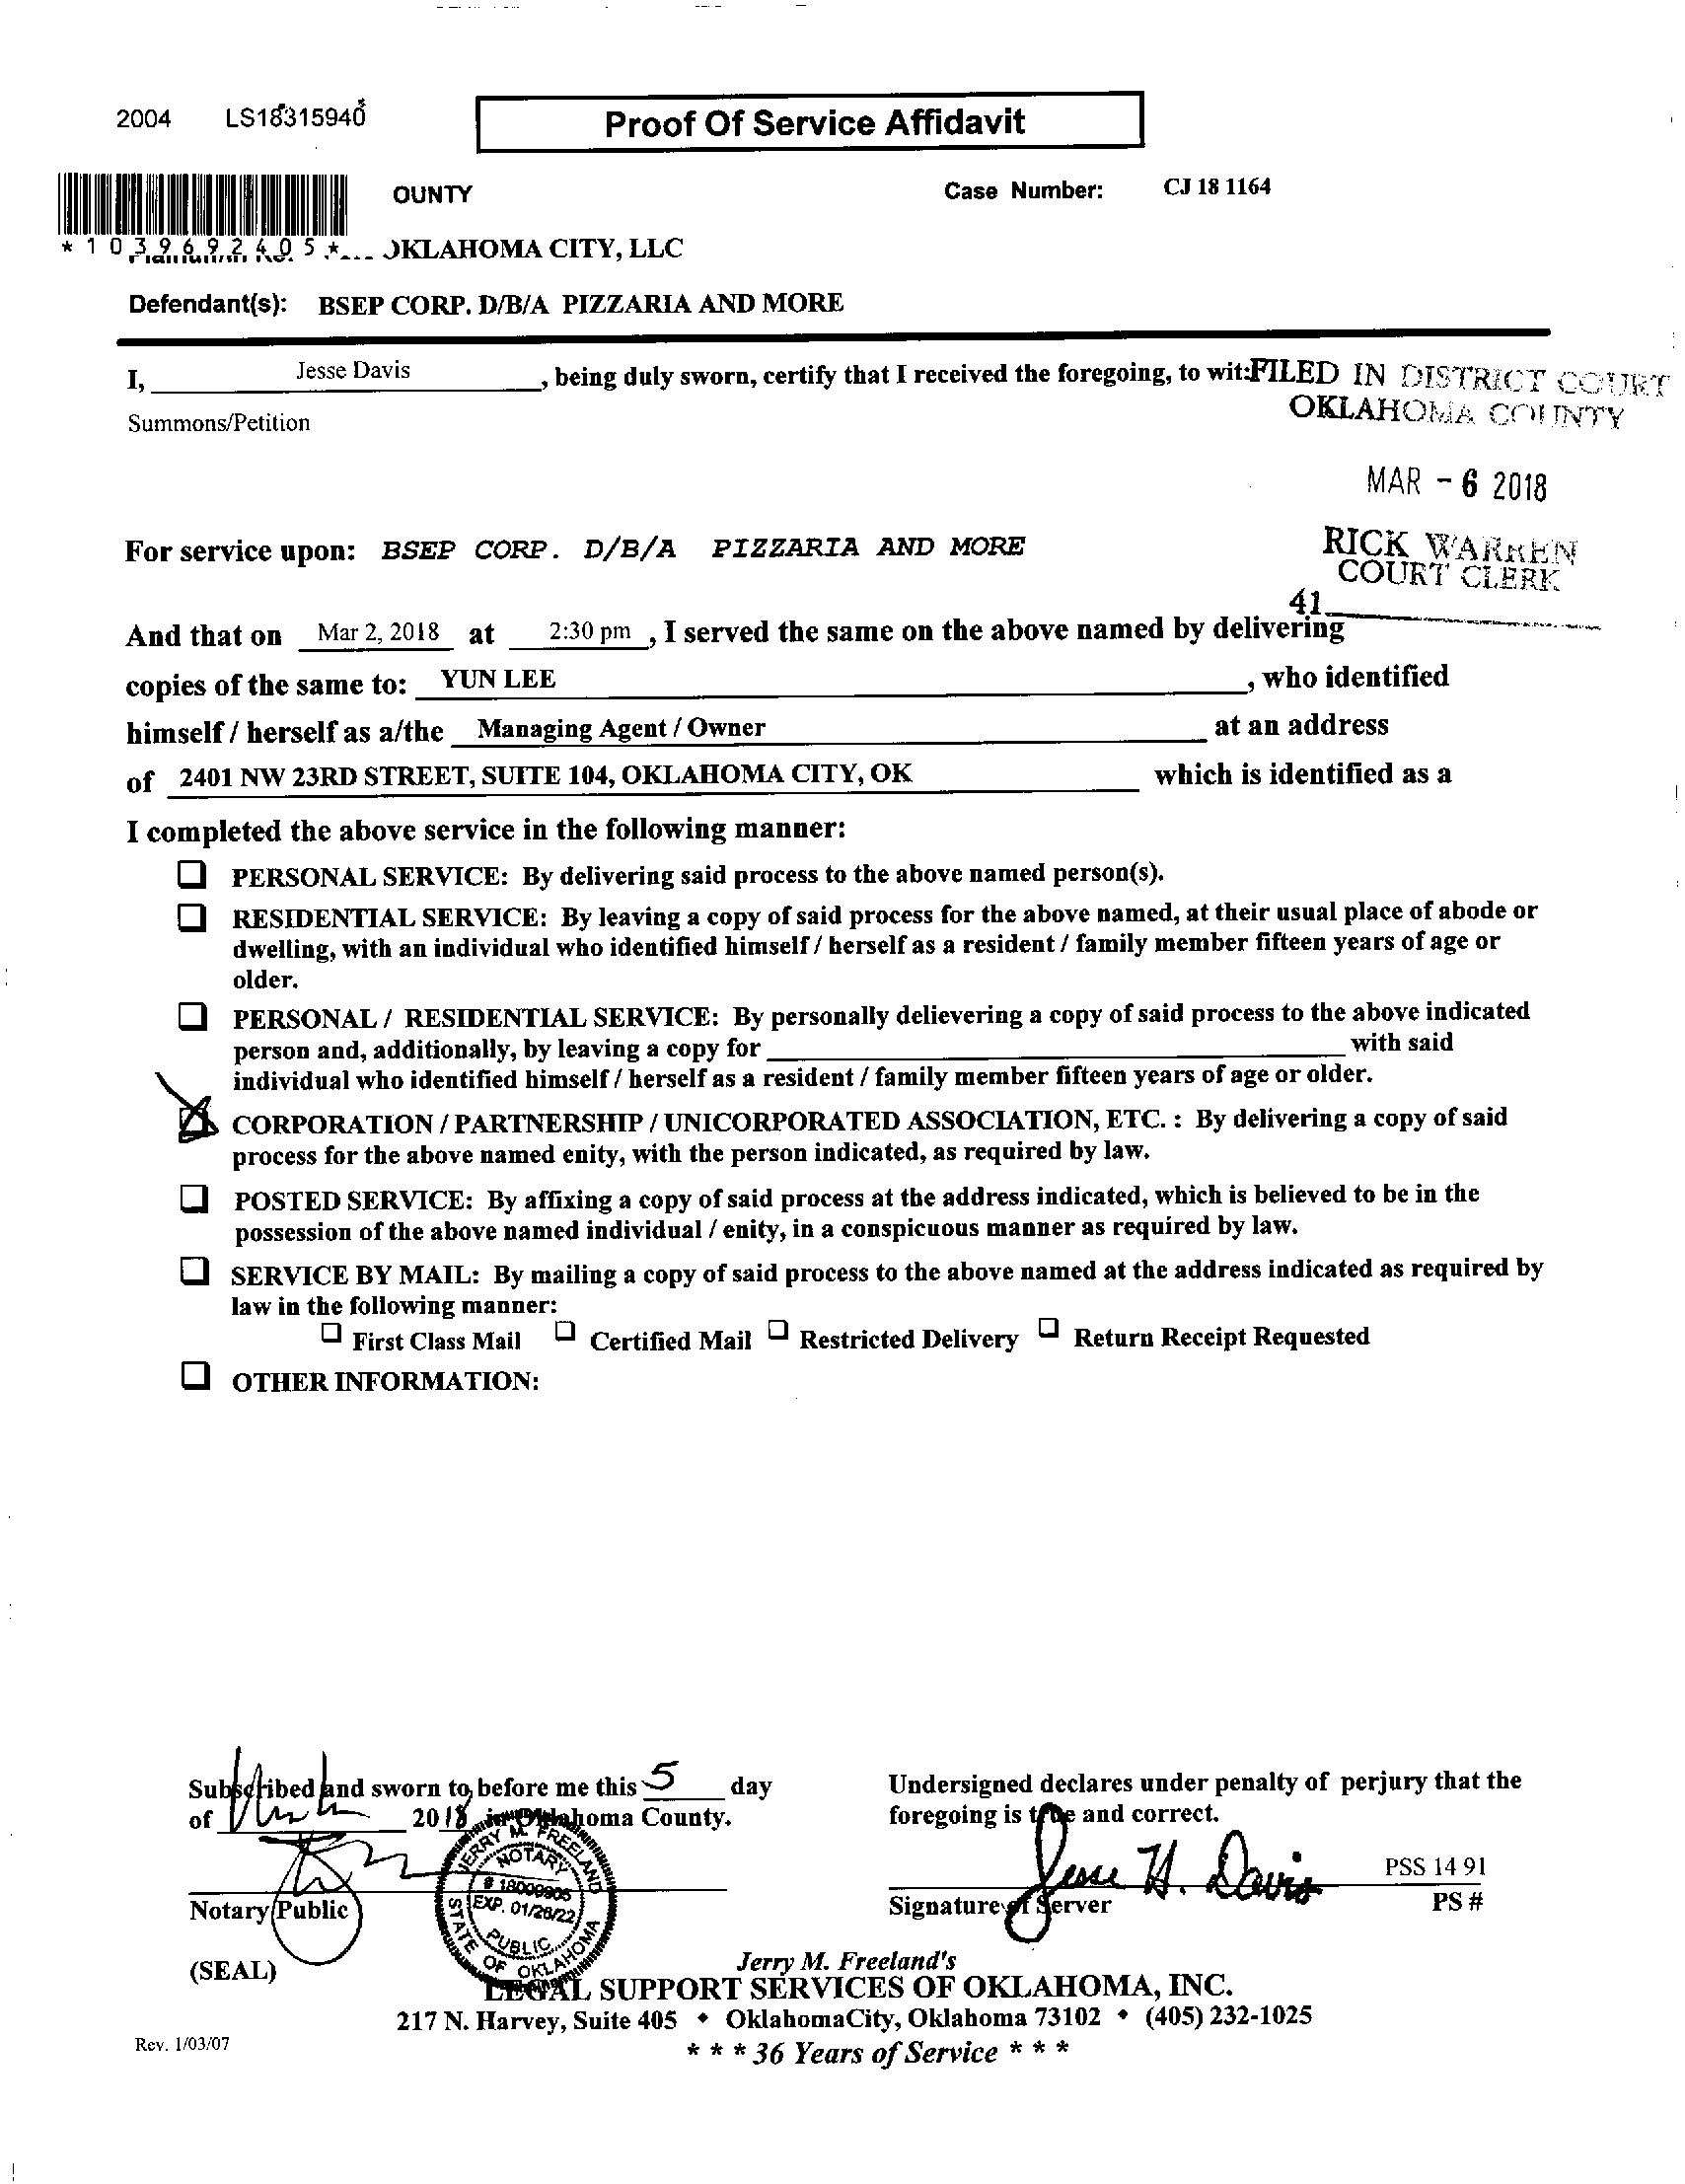 2004 LS18315940
Proof Of Service Affidavit
OUNTY Case Number: CJ 18 1164
*1039692405* OKLAHOMA CITY, LLC
Defendant(s): BSEP CORP. D/B/A PIZZARIA AND MORE
I, Jesse Davis, being duly sworn, certify that I received the foregoing, to wit:
Summons/Petition
FILED IN DISTRICT COURT
OKLAHOMA COUNTY
MAR - 6 2018
RICK WARREN
COURT CLERK
41
For service upon: BSEP CORP. D/B/A PIZZARIA AND MORE
And that on Mar 2, 2018 at 2:30 pm, I served the same on the above named by delivering
copies of the same to: YUN LEE, who identified
himself / herself as a/the Managing Agent / Owner at an address
of 2401 NW 23RD STREET, SUITE 104, OKLAHOMA CITY, OK which is identified as a
I completed the above service in the following manner:
PERSONAL SERVICE: By delivering said process to the above named person(s).
RESIDENTIAL SERVICE: By leaving a copy of said process for the above named, at their usual place of abode or
dwelling, with an individual who identified himself / herself as a resident / family member fifteen years of age or
older.
PERSONAL / RESIDENTIAL SERVICE: By personally delievering a copy of said process to the above indicated
person and, additionally, by leaving a copy for with said
individual who identified himself / herself as a resident / family member fifteen years of age or older.
CORPORATION / PARTNERSHIP / UNICORPORATED ASSOCIATION, ETC. : By delivering a copy of said
process for the above named enity, with the person indicated, as required by law.
POSTED SERVICE: By affixing a copy of said process at the address indicated, which is believed to be in the
possession of the above named individual / enity, in a conspicuous manner as required by law.
SERVICE BY MAIL: By mailing a copy of said process to the above named at the address indicated as required by
law in the following manner:
First Class Mail Certified Mail Restricted Delivery Return Receipt Requested
OTHER INFORMATION:
Subscribed and sworn to before me this 5 day
of 2018 in Oklahoma County.
Notary Public
(SEAL)
JERRY M. FREELAND
NOTARY
# 18000905
EXP. 01/26/22
PUBLIC
STATE OF OKLAHOMA
Undersigned declares under penalty of perjury that the
foregoing is true and correct.
Jesse H. Davis PSS 14 91
Signature of Server PS #
Jerry M. Freeland's
LEGAL SUPPORT SERVICES OF OKLAHOMA, INC.
217 N. Harvey, Suite 405 • OklahomaCity, Oklahoma 73102 • (405) 232-1025
Rev. 1/03/07
* * * 36 Years of Service * * *